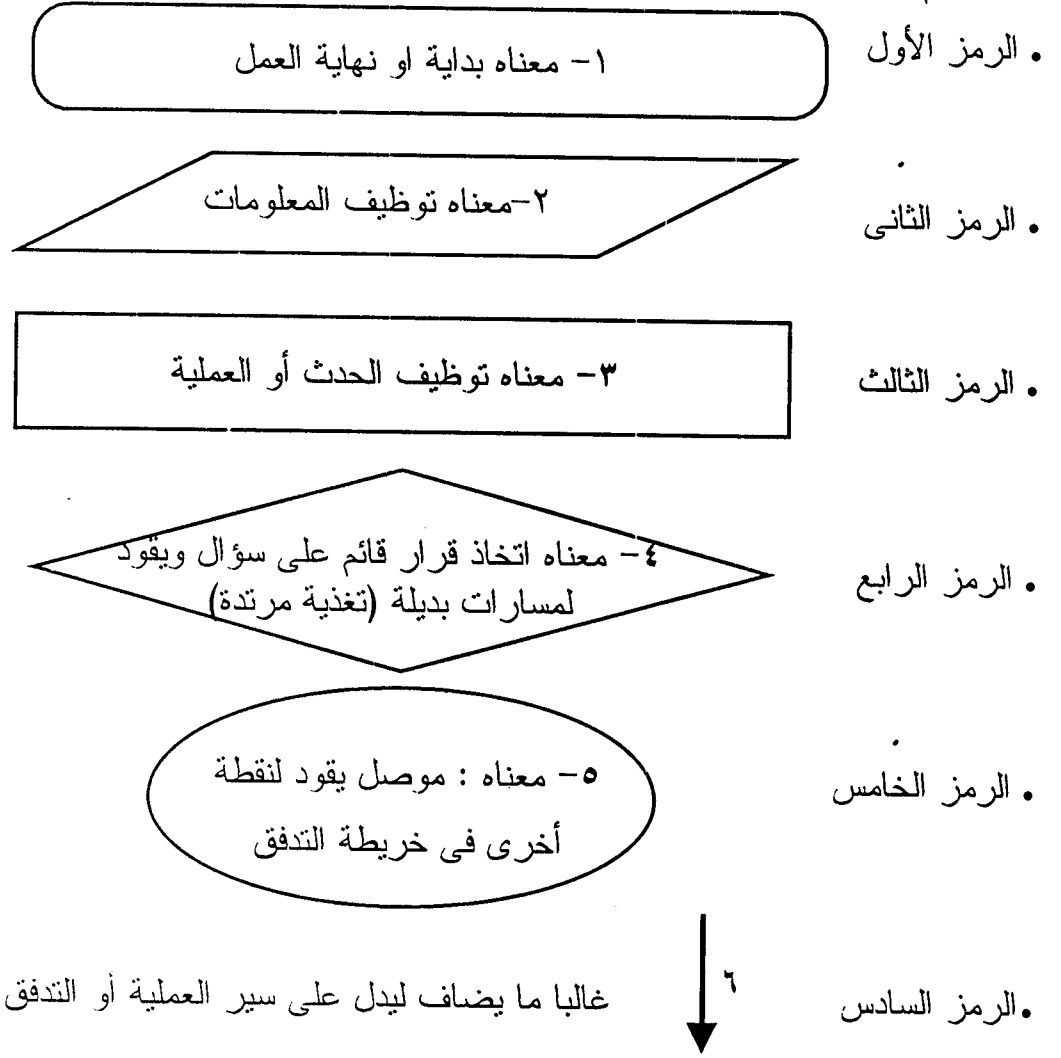 • الرمز الأول
١- معناه بداية او نهاية العمل
• الرمز الثانى
٢-معناه توظيف المعلومات
• الرمز الثالث
٣- معناه توظيف الحدث أو العملية
• الرمز الرابع
٤- معناه اتخاذ قرار قائم على سؤال ويقود
لمسارات بديلة (تغذية مرتدة)
• الرمز الخامس
٥- معناه : موصل يقود لنقطة
أخرى فى خريطة التدفق
•الرمز السادس
٦
غالبا ما يضاف ليدل على سير العملية أو التدفق